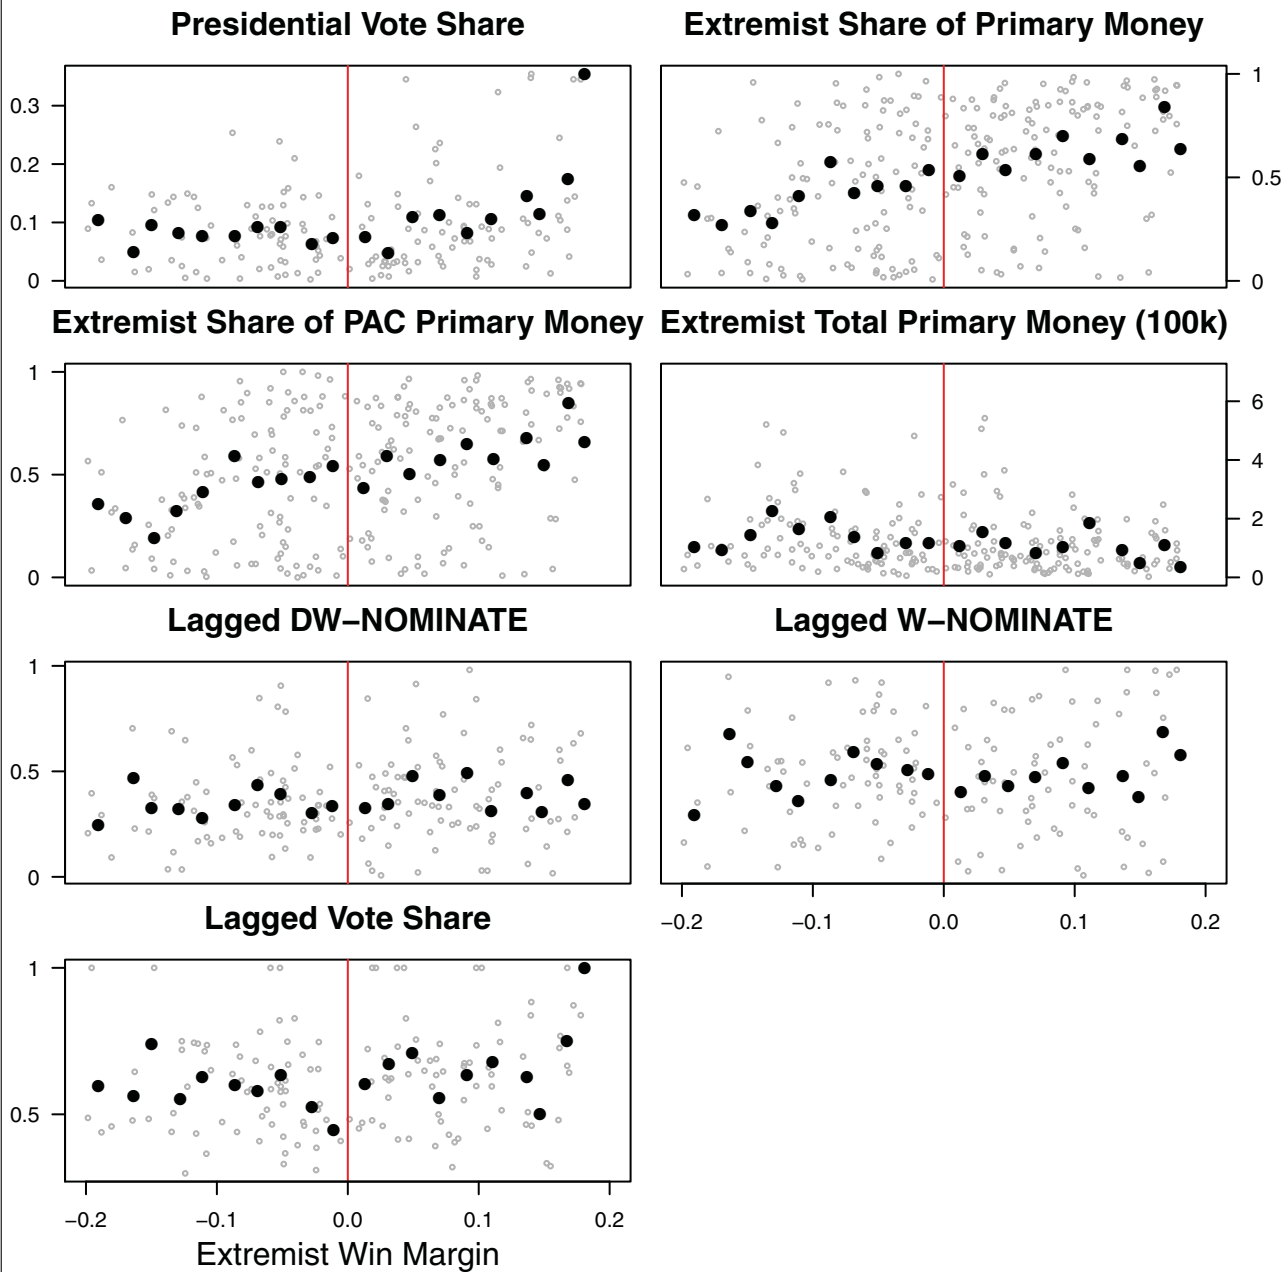 Presidential Vote Share
Extremist Share of Primary Money
0.3
0.2
0.1
0
1
0.5
0
Extremist Share of PAC Primary Money
Extremist Total Primary Money (100k)
1
0.5
0
6
4
2
0
Lagged DW−NOMINATE
Lagged W−NOMINATE
1
0.5
0
−0.2 −0.1 0.0 0.1 0.2
Lagged Vote Share
1
0.5
−0.2 −0.1 0.0 0.1 0.2
Extremist Win Margin